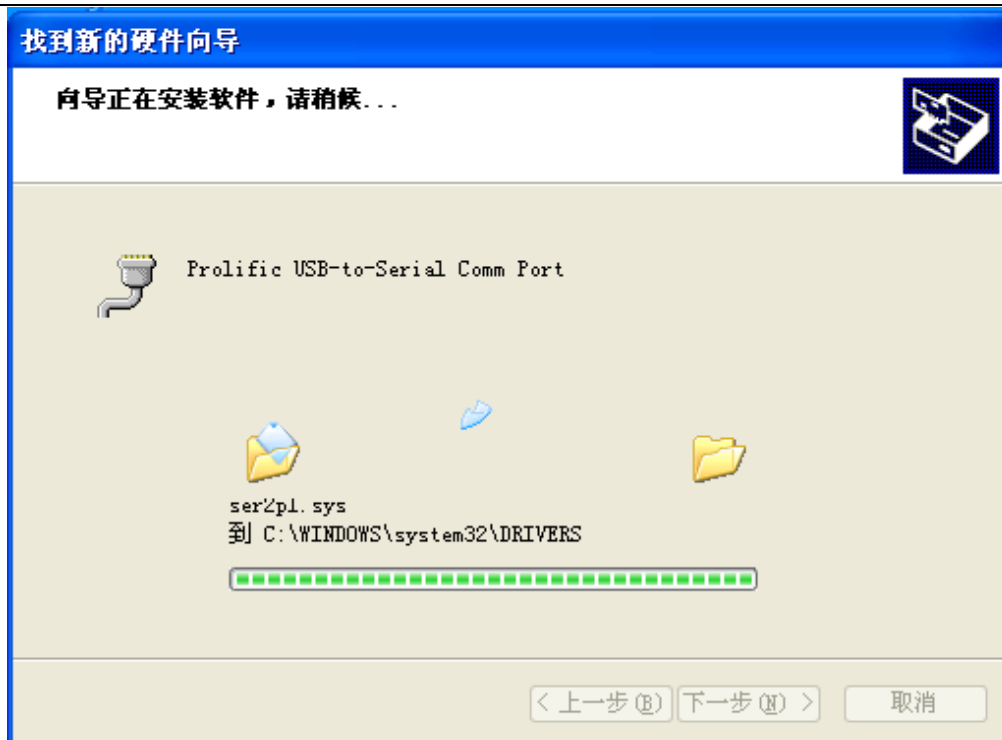 找到新的硬件向导
向导正在安装软件，请稍候...
Prolific USB-to-Serial Comm Port
ser2pl.sys
到 C:\WINDOWS\system32\DRIVERS
< 上一步(B) 下一步(N) > 取消